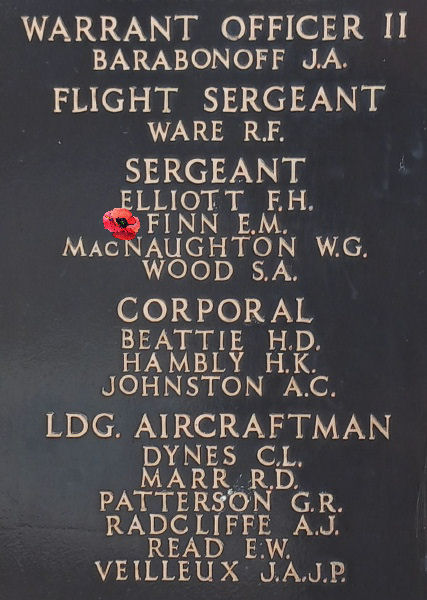 WARRANT OFFICER II
BARABONOFF J.A.
FLIGHT SERGEANT
WARE R.F.
SERGEANT
ELLIOTT F.H.
FINN E.M.
MACNAUGHTON W.G.
WOOD S.A.
CORPORAL
BEATTIE H.D.
HAMBLY H.K.
JOHNSTON A.C.
LDG. AIRCRAFTMAN
DYNES C.L.
MARR R.D.
PATTERSON G.R.
RADCLIFFE A.J.
READ E.W.
VEILLEUX J.A.J.P.